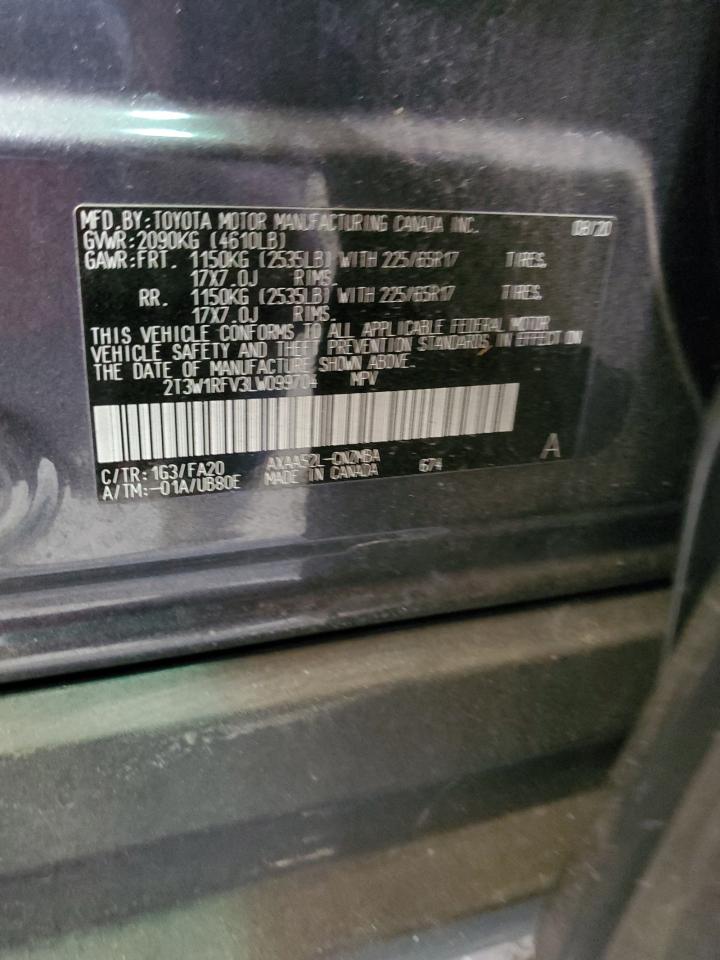 MFD.BY:TOYOTA MOTOR MANUFACTURING CANADA INC. 08/20
GVWR:2090KG (4610LB)
GAWR:FRT. 1150KG (2535LB) WITH 225/65R17 TIRES,
17X7.0J RIMS.
RR. 1150KG (2535LB) WITH 225/65R17 TIRES,
17X7.0J RIMS.
THIS VEHICLE CONFORMS TO ALL APPLICABLE FEDERAL MOTOR
VEHICLE SAFETY AND THEFT PREVENTION STANDARDS IN EFFECT ON
THE DATE OF MANUFACTURE SHOWN ABOVE.
2T3W1RFV3LW099704 MPV
C/TR:1G3/FA20 AXAA52L-CNZMBA 674
A/TM:-01A/UB80E MADE IN CANADA
A